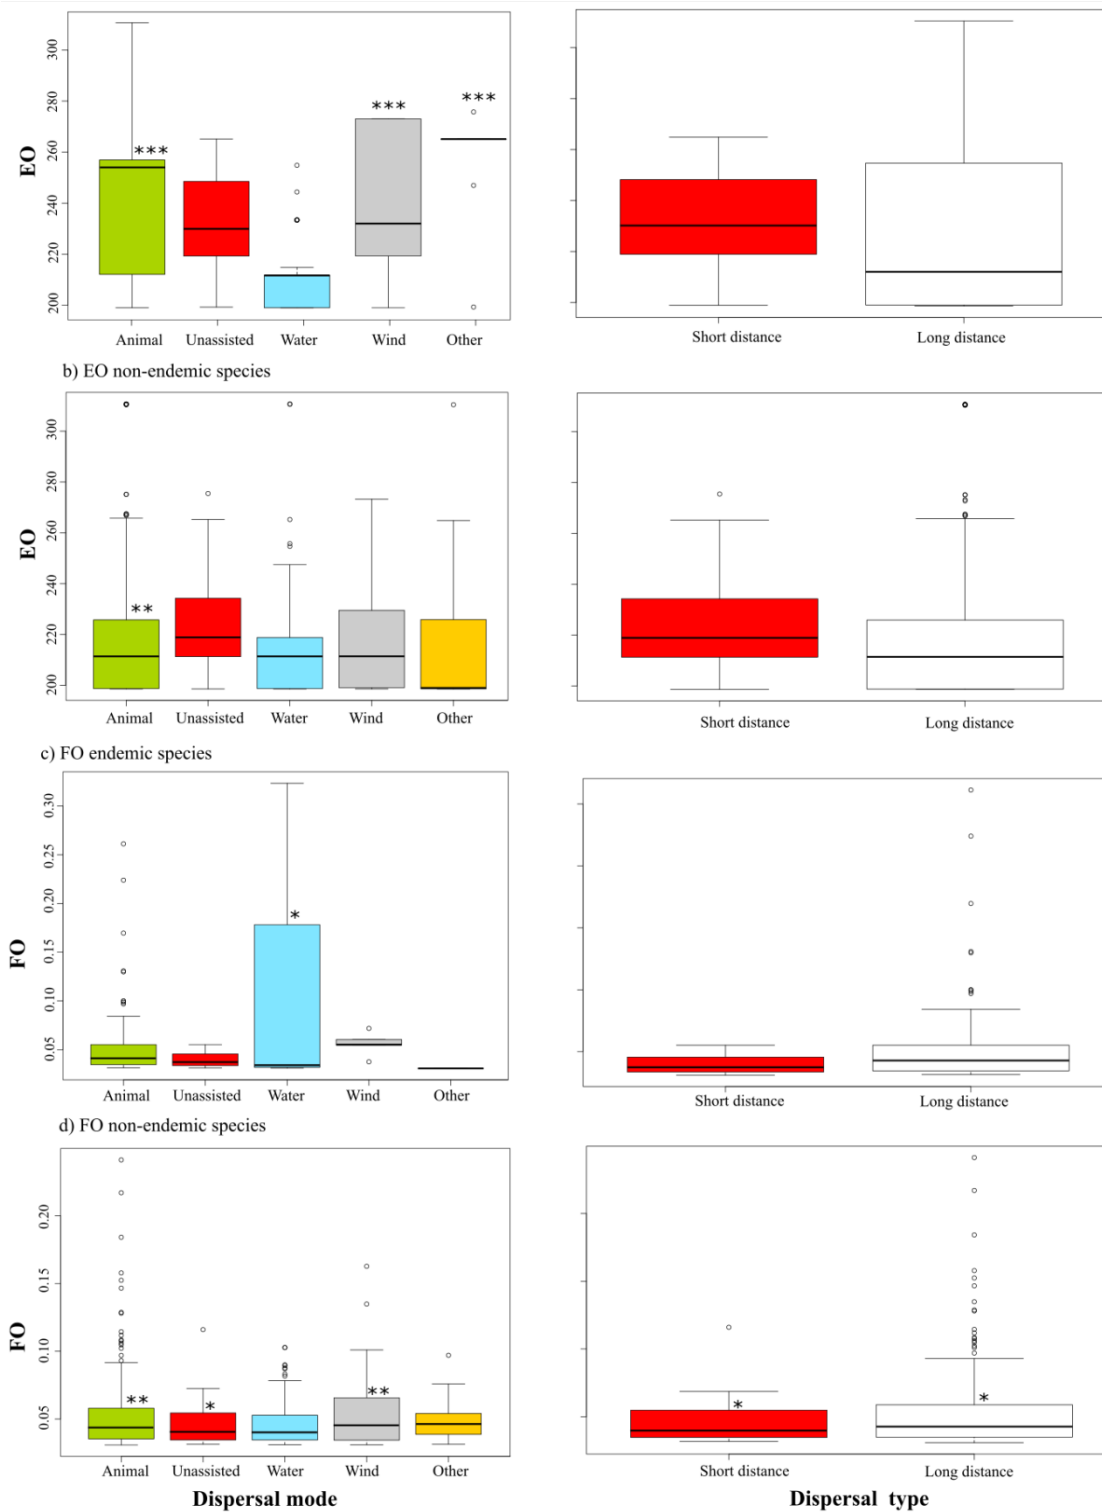 EO
300
280
260
240
220
200
***
***
***
Animal Unassisted Water Wind Other
Short distance Long distance
b) EO non-endemic species
EO
300
280
260
240
220
200
**
Animal Unassisted Water Wind Other
Short distance Long distance
c) FO endemic species
FO
0.30
0.25
0.20
0.15
0.10
0.05
*
Animal Unassisted Water Wind Other
Short distance Long distance
d) FO non-endemic species
FO
0.20
0.15
0.10
0.05
**
*
**
*
*
Animal Unassisted Water Wind Other
Short distance Long distance
Dispersal mode
Dispersal type